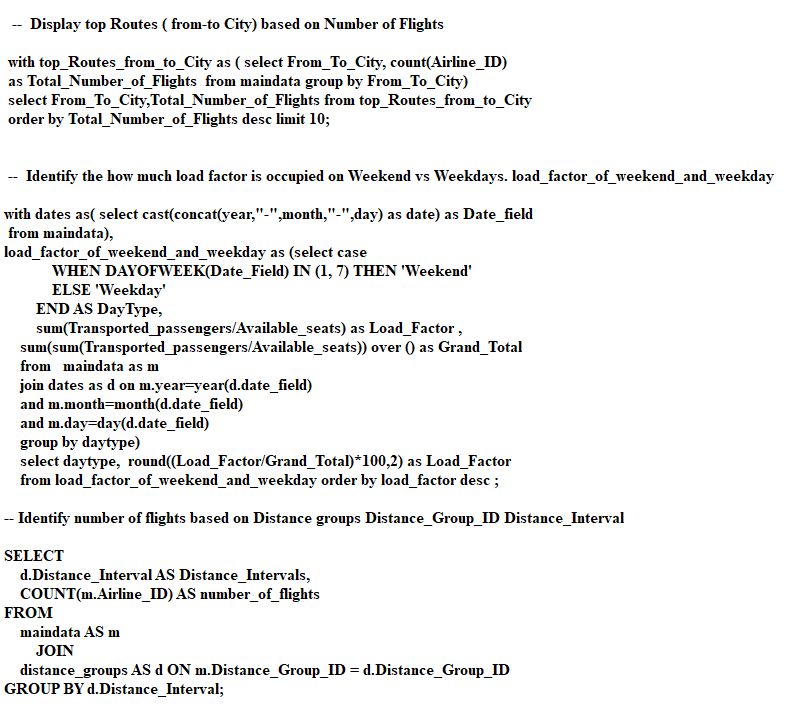 -- Display top Routes ( from-to City) based on Number of Flights
with top_Routes_from_to_City as ( select From_To_City, count(Airline_ID)
as Total_Number_of_Flights from maindata group by From_To_City)
select From_To_City,Total_Number_of_Flights from top_Routes_from_to_City
order by Total_Number_of_Flights desc limit 10;
-- Identify the how much load factor is occupied on Weekend vs Weekdays. load_factor_of_weekend_and_weekday
with dates as( select cast(concat(year,"-",month,"-",day) as date) as Date_field
from maindata),
load_factor_of_weekend_and_weekday as (select case
WHEN DAYOFWEEK(Date_Field) IN (1, 7) THEN 'Weekend'
ELSE 'Weekday'
END AS DayType,
sum(Transported_passengers/Available_seats) as Load_Factor ,
sum(sum(Transported_passengers/Available_seats)) over () as Grand_Total
from maindata as m
join dates as d on m.year=year(d.date_field)
and m.month=month(d.date_field)
and m.day=day(d.date_field)
group by daytype)
select daytype, round((Load_Factor/Grand_Total)*100,2) as Load_Factor
from load_factor_of_weekend_and_weekday order by load_factor desc ;
-- Identify number of flights based on Distance groups Distance_Group_ID Distance_Interval
SELECT
d.Distance_Interval AS Distance_Intervals,
COUNT(m.Airline_ID) AS number_of_flights
FROM
maindata AS m
JOIN
distance_groups AS d ON m.Distance_Group_ID = d.Distance_Group_ID
GROUP BY d.Distance_Interval;